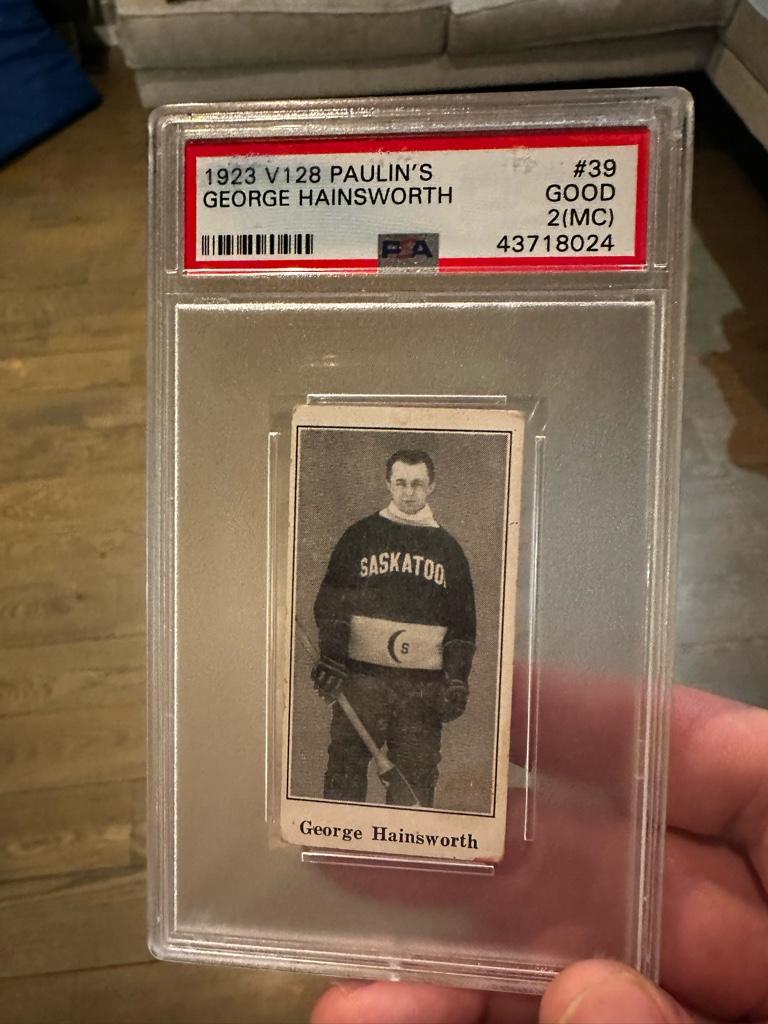 1923 V128 PAULIN'S #39
GEORGE HAINSWORTH GOOD
2(MC)
PSA 43718024
SASKATOO
C S
George Hainsworth